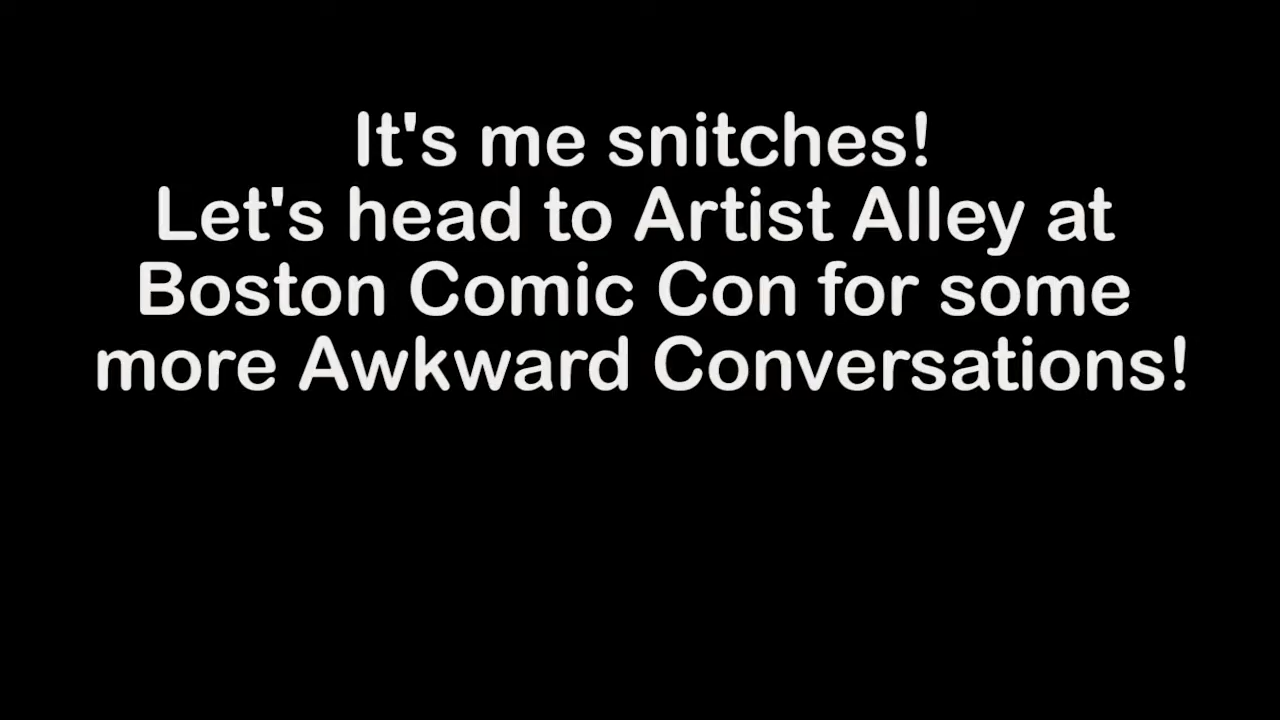 It's me snitches!
Let's head to Artist Alley at
Boston Comic Con for some
more Awkward Conversations!